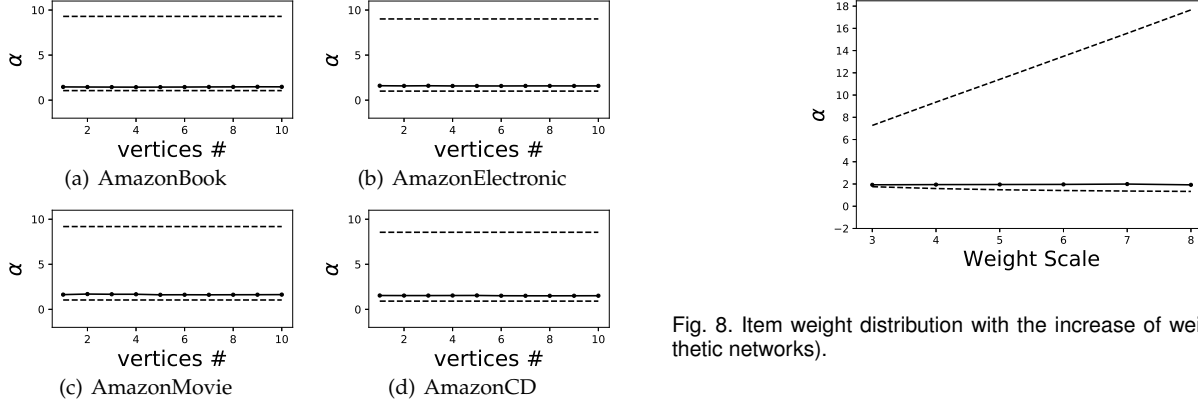 10
5
0
α
2 4 6 8 10
vertices #
(a) AmazonBook
10
5
0
α
2 4 6 8 10
vertices #
(b) AmazonElectronic
10
5
0
α
2 4 6 8 10
vertices #
(c) AmazonMovie
10
5
0
α
2 4 6 8 10
vertices #
(d) AmazonCD
18
16
14
12
10
8
6
4
2
0
−2
α
3 4 5 6 7 8
Weight Scale
Fig. 8. Item weight distribution with the increase of wei
thetic networks).